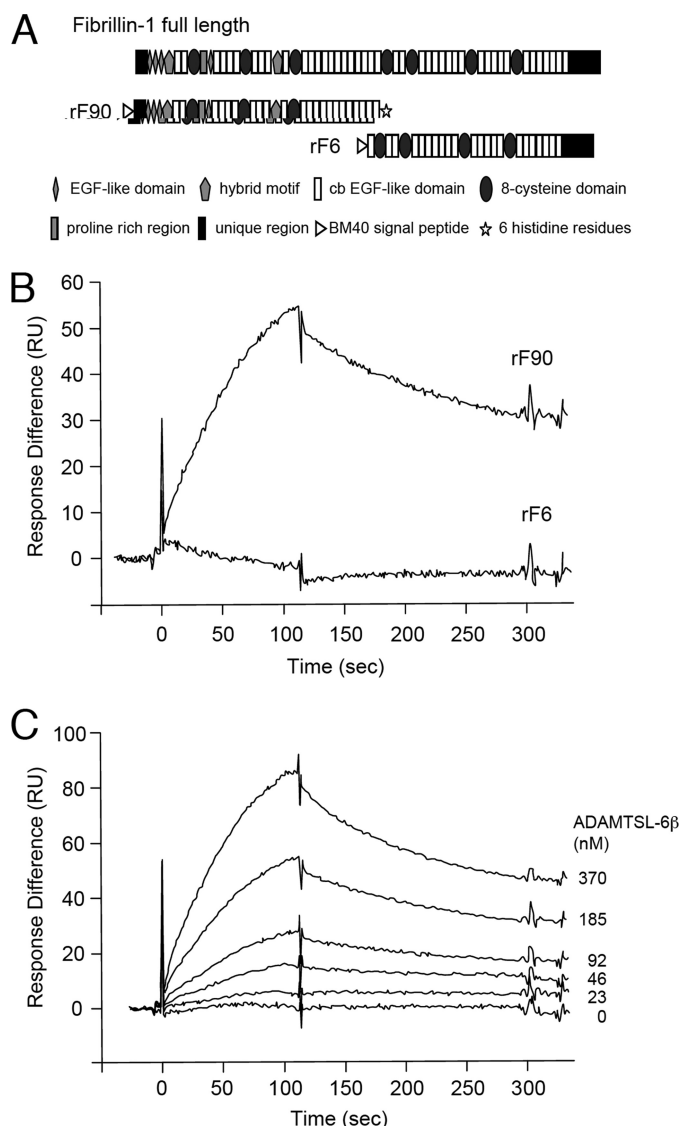 A
Fibrillin-1 full length
rF90
rF6
EGF-like domain hybrid motif cb EGF-like domain 8-cysteine domain
proline rich region unique region BM40 signal peptide 6 histidine residues
B
Response Difference (RU)
60
50
40
30
20
10
0
rF90
rF6
0 50 100 150 200 250 300
Time (sec)
C
Response Difference (RU)
100
80
60
40
20
0
ADAMTSL-6β
(nM)
370
185
92
46
23
0
0 50 100 150 200 250 300
Time (sec)